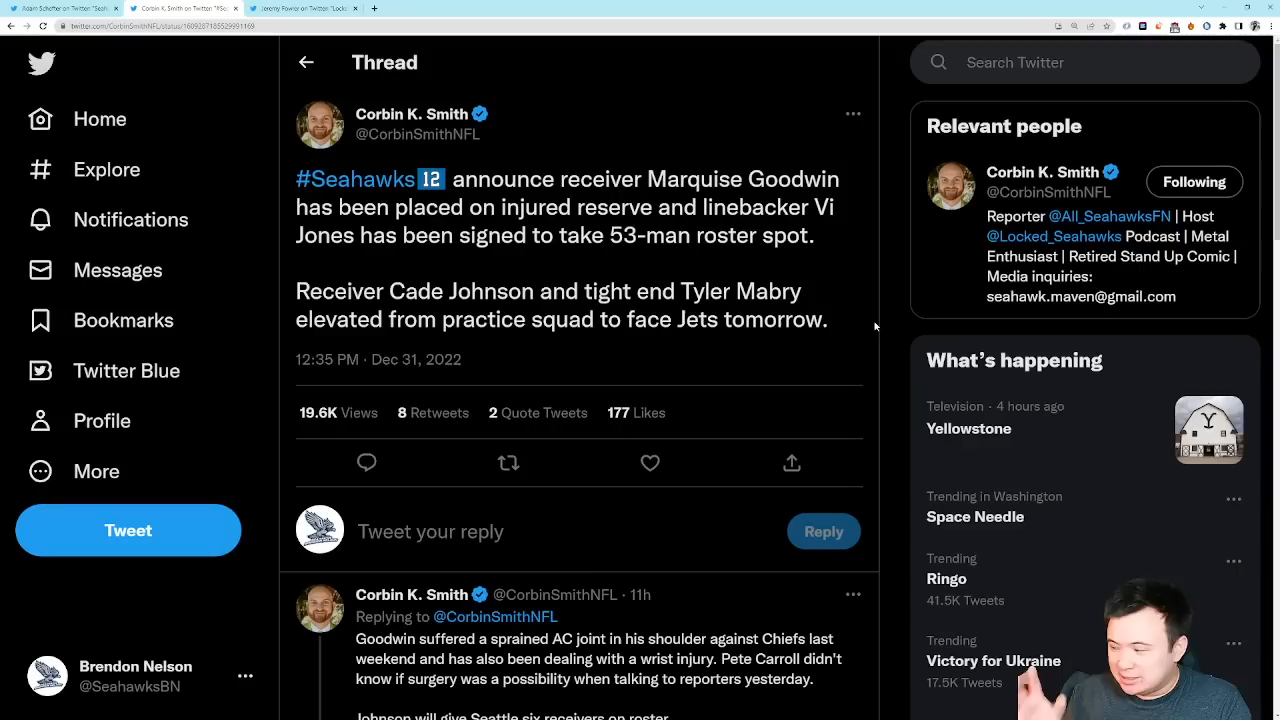 Adam Schefter on Twitter "Seah
Corbin K. Smith on Twitter "#Sea
Jeremy Fowler on Twitter "Locke
Thread
Search Twitter
Home
Explore
Notifications
Messages
Bookmarks
Twitter Blue
Profile
More
Tweet
Brendon Nelson
@SeahawksBN
Corbin K. Smith
@CorbinSmithNFL
#Seahawks 12 announce receiver Marquise Goodwin
has been placed on injured reserve and linebacker Vi
Jones has been signed to take 53-man roster spot.
Receiver Cade Johnson and tight end Tyler Mabry
elevated from practice squad to face Jets tomorrow.
12:35 PM · Dec 31, 2022
19.6K Views 8 Retweets 2 Quote Tweets 177 Likes
Tweet your reply
Reply
Corbin K. Smith @CorbinSmithNFL · 11h
Replying to @CorbinSmithNFL
Goodwin suffered a sprained AC joint in his shoulder against Chiefs last
weekend and has also been dealing with a wrist injury. Pete Carroll didn't
know if surgery was a possibility when talking to reporters yesterday.
Johnson will give Seattle six receivers on roster
Relevant people
Corbin K. Smith
@CorbinSmithNFL
Following
Reporter @All_SeahawksFN | Host
@Locked_Seahawks Podcast | Metal
Enthusiast | Retired Stand Up Comic |
Media inquiries:
seahawk.maven@gmail.com
What's happening
Television · 4 hours ago
Yellowstone
Trending in Washington
Space Needle
Trending
Ringo
41.5K Tweets
Trending
Victory for Ukraine
17.5K Tweets